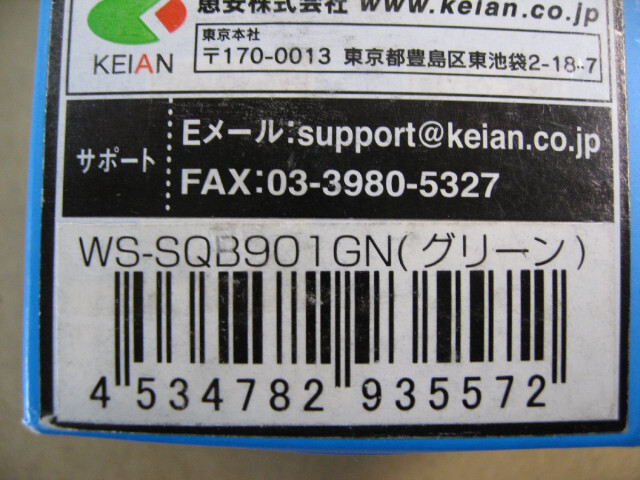 恵安株式会社 www.keian.co.jp
KEIAN
東京本社
〒170-0013 東京都豊島区東池袋2-18-7
サポート
Eメール:support@keian.co.jp
FAX:03-3980-5327
WS-SQB901GN(グリーン)
4 534782 935572